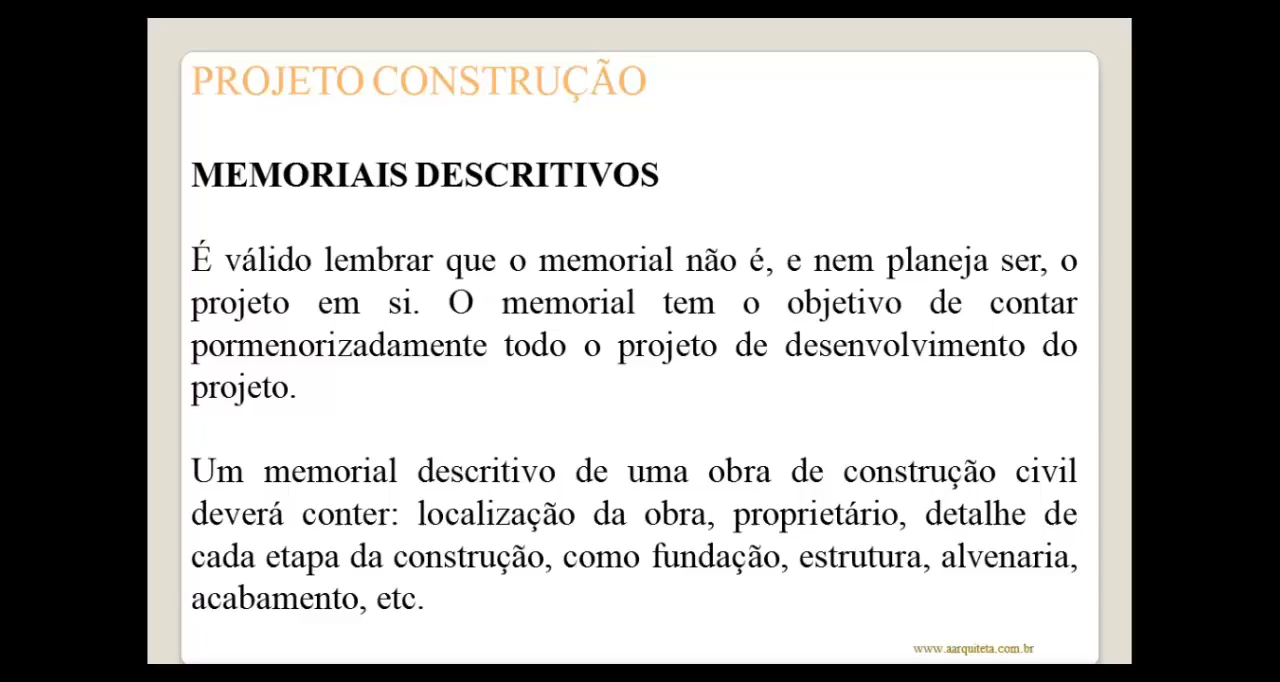 PROJETO CONSTRUÇÃO
MEMORIAIS DESCRITIVOS
É válido lembrar que o memorial não é, e nem planeja ser, o
projeto em si. O memorial tem o objetivo de contar
pormenorizadamente todo o projeto de desenvolvimento do
projeto.
Um memorial descritivo de uma obra de construção civil
deverá conter: localização da obra, proprietário, detalhe de
cada etapa da construção, como fundação, estrutura, alvenaria,
acabamento, etc.
www.aarquiteta.com.br